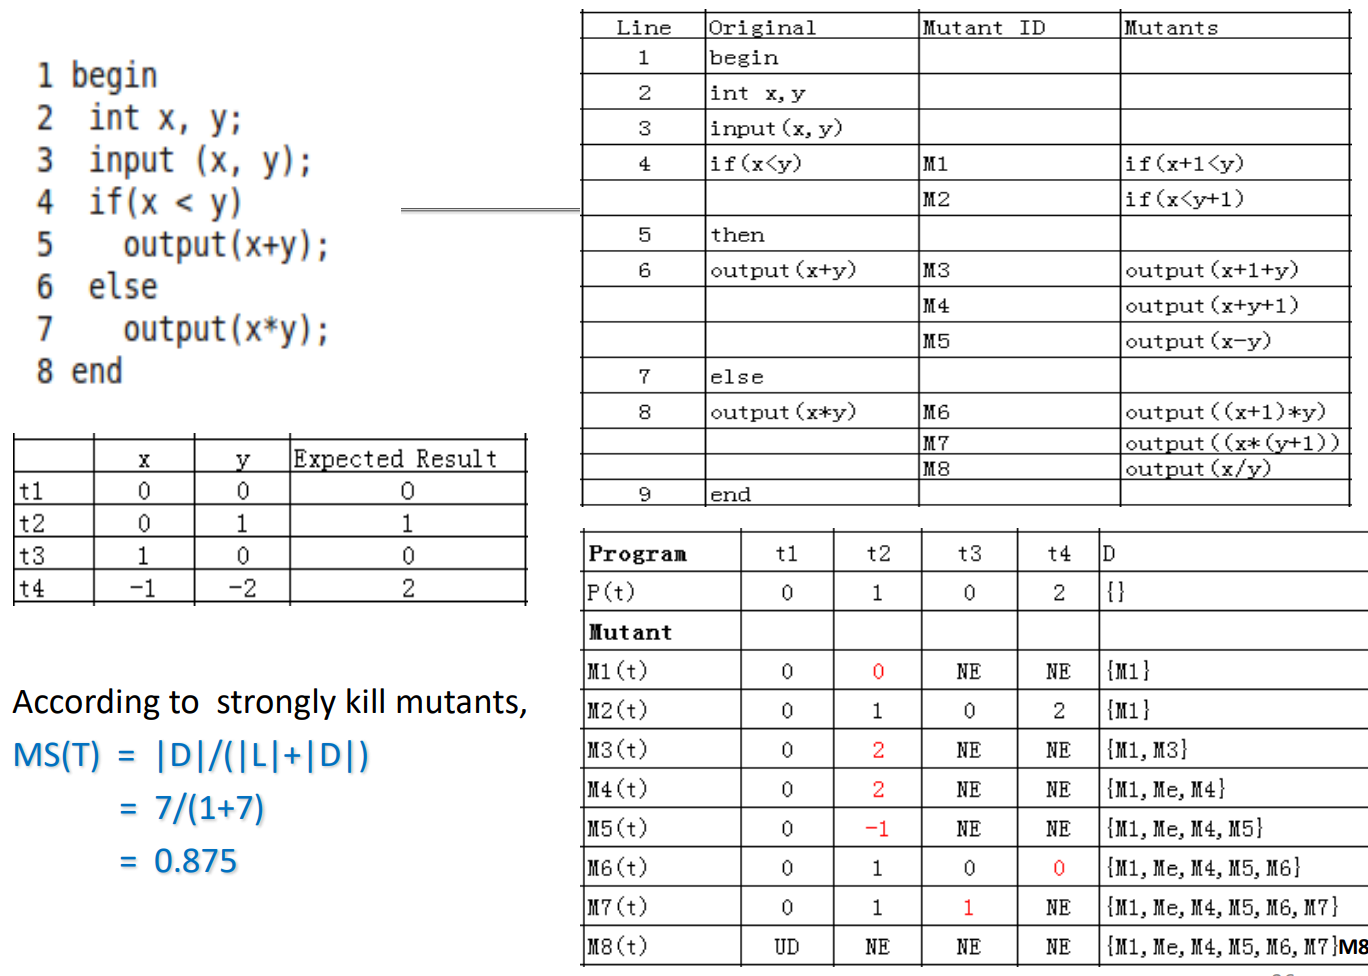 1 begin
2 int x, y;
3 input (x, y);
4 if(x < y)
5 output(x+y);
6 else
7 output(x*y);
8 end
Line Original Mutant ID Mutants
1 begin
2 int x,y
3 input(x,y)
4 if(x<y) M1 if(x+1<y)
M2 if(x<y+1)
5 then
6 output(x+y) M3 output(x+1+y)
M4 output(x+y+1)
M5 output(x-y)
7 else
8 output(x*y) M6 output((x+1)*y)
M7 output((x*(y+1))
M8 output(x/y)
9 end
x y Expected Result
t1 0 0 0
t2 0 1 1
t3 1 0 0
t4 -1 -2 2
According to strongly kill mutants,
MS(T) = |D|/(|L|+|D|)
= 7/(1+7)
= 0.875
Program t1 t2 t3 t4 D
P(t) 0 1 0 2 {}
Mutant
M1(t) 0 0 NE NE {M1}
M2(t) 0 1 0 2 {M1}
M3(t) 0 2 NE NE {M1,M3}
M4(t) 0 2 NE NE {M1,Me,M4}
M5(t) 0 -1 NE NE {M1,Me,M4,M5}
M6(t) 0 1 0 0 {M1,Me,M4,M5,M6}
M7(t) 0 1 1 NE {M1,Me,M4,M5,M6,M7}
M8(t) UD NE NE NE {M1,Me,M4,M5,M6,M7}M8